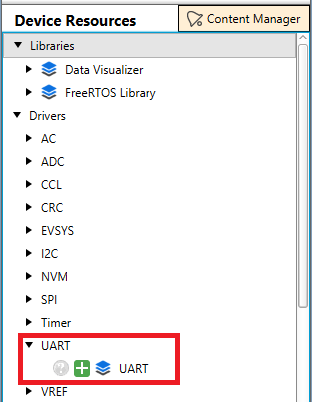 Device Resources
Content Manager
Libraries
Data Visualizer
FreeRTOS Library
Drivers
AC
ADC
CCL
CRC
EVSYS
I2C
NVM
SPI
Timer
UART
UART
VREF